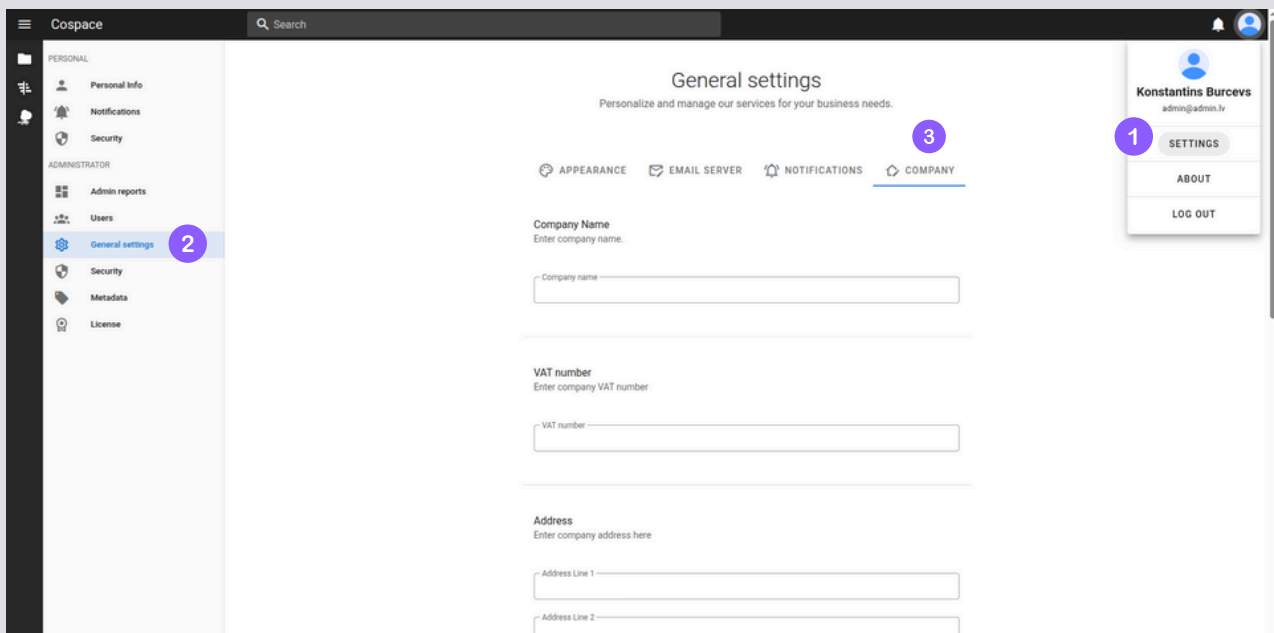 Cospace
Search
PERSONAL
Personal Info
Notifications
Security
ADMINISTRATOR
Admin reports
Users
General settings
2
Security
Metadata
License
General settings
Personalize and manage our services for your business needs.
3
APPEARANCE
EMAIL SERVER
NOTIFICATIONS
COMPANY
Company Name
Enter company name.
Company name
VAT number
Enter company VAT number
VAT number
Address
Enter company address here
Address Line 1
Address Line 2
Konstantins Burcevs
admin@admin.lv
1
SETTINGS
ABOUT
LOG OUT